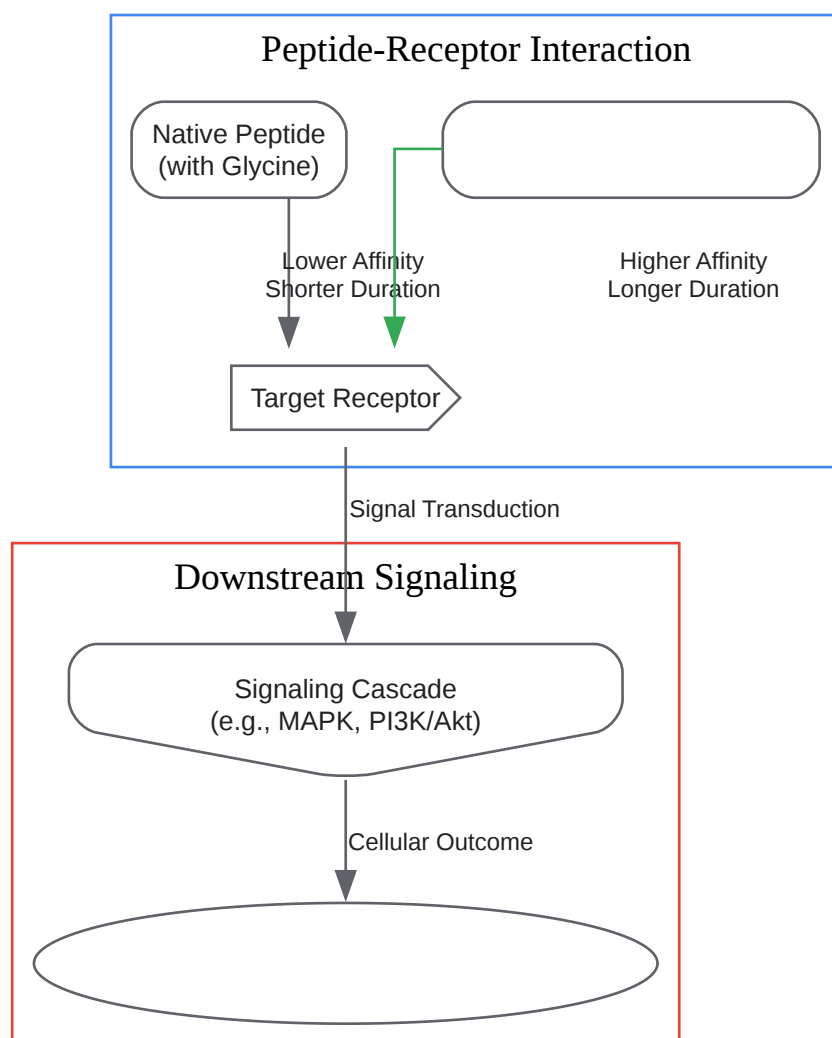 Peptide-Receptor Interaction
Native Peptide
(with Glycine)
Lower Affinity
Shorter Duration
Higher Affinity
Longer Duration
Target Receptor
Signal Transduction
Downstream Signaling
Signaling Cascade
(e.g., MAPK, PI3K/Akt)
Cellular Outcome